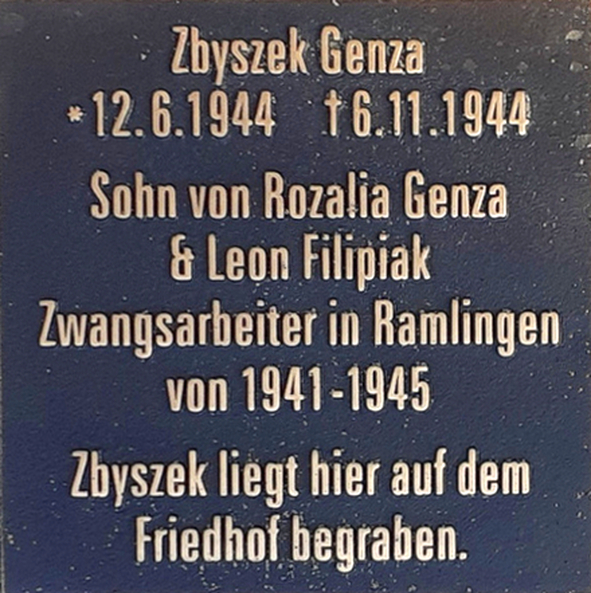 Zbyszek Genza
*12.6.1944 †6.11.1944
Sohn von Rozalia Genza
& Leon Filipiak
Zwangsarbeiter in Ramlingen
von 1941-1945
Zbyszek liegt hier auf dem
Friedhof begraben.